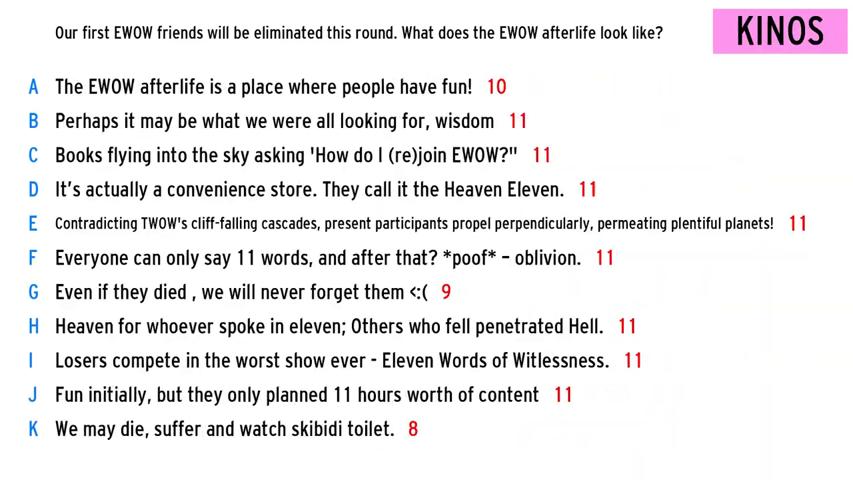 Our first EWOW friends will be eliminated this round. What does the EWOW afterlife look like?
KINOS
A The EWOW afterlife is a place where people have fun! 10
B Perhaps it may be what we were all looking for, wisdom 11
C Books flying into the sky asking 'How do I (re)join EWOW?" 11
D It's actually a convenience store. They call it the Heaven Eleven. 11
E Contradicting TWOW's cliff-falling cascades, present participants propel perpendicularly, permeating plentiful planets! 11
F Everyone can only say 11 words, and after that? *poof* – oblivion. 11
G Even if they died , we will never forget them <:( 9
H Heaven for whoever spoke in eleven; Others who fell penetrated Hell. 11
I Losers compete in the worst show ever - Eleven Words of Witlessness. 11
J Fun initially, but they only planned 11 hours worth of content 11
K We may die, suffer and watch skibidi toilet. 8